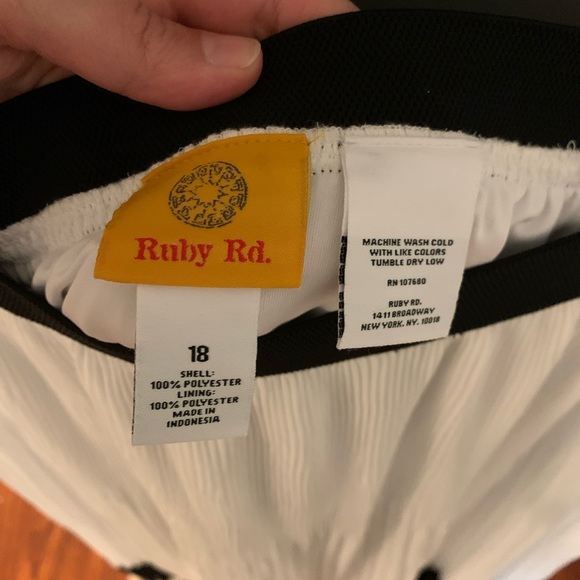 Ruby Rd.
18
SHELL:
100% POLYESTER
LINING:
100% POLYESTER
MADE IN
INDONESIA
MACHINE WASH COLD
WITH LIKE COLORS
TUMBLE DRY LOW
RN 107680
RUBY RD.
1411 BROADWAY
NEW YORK. NY. 10018